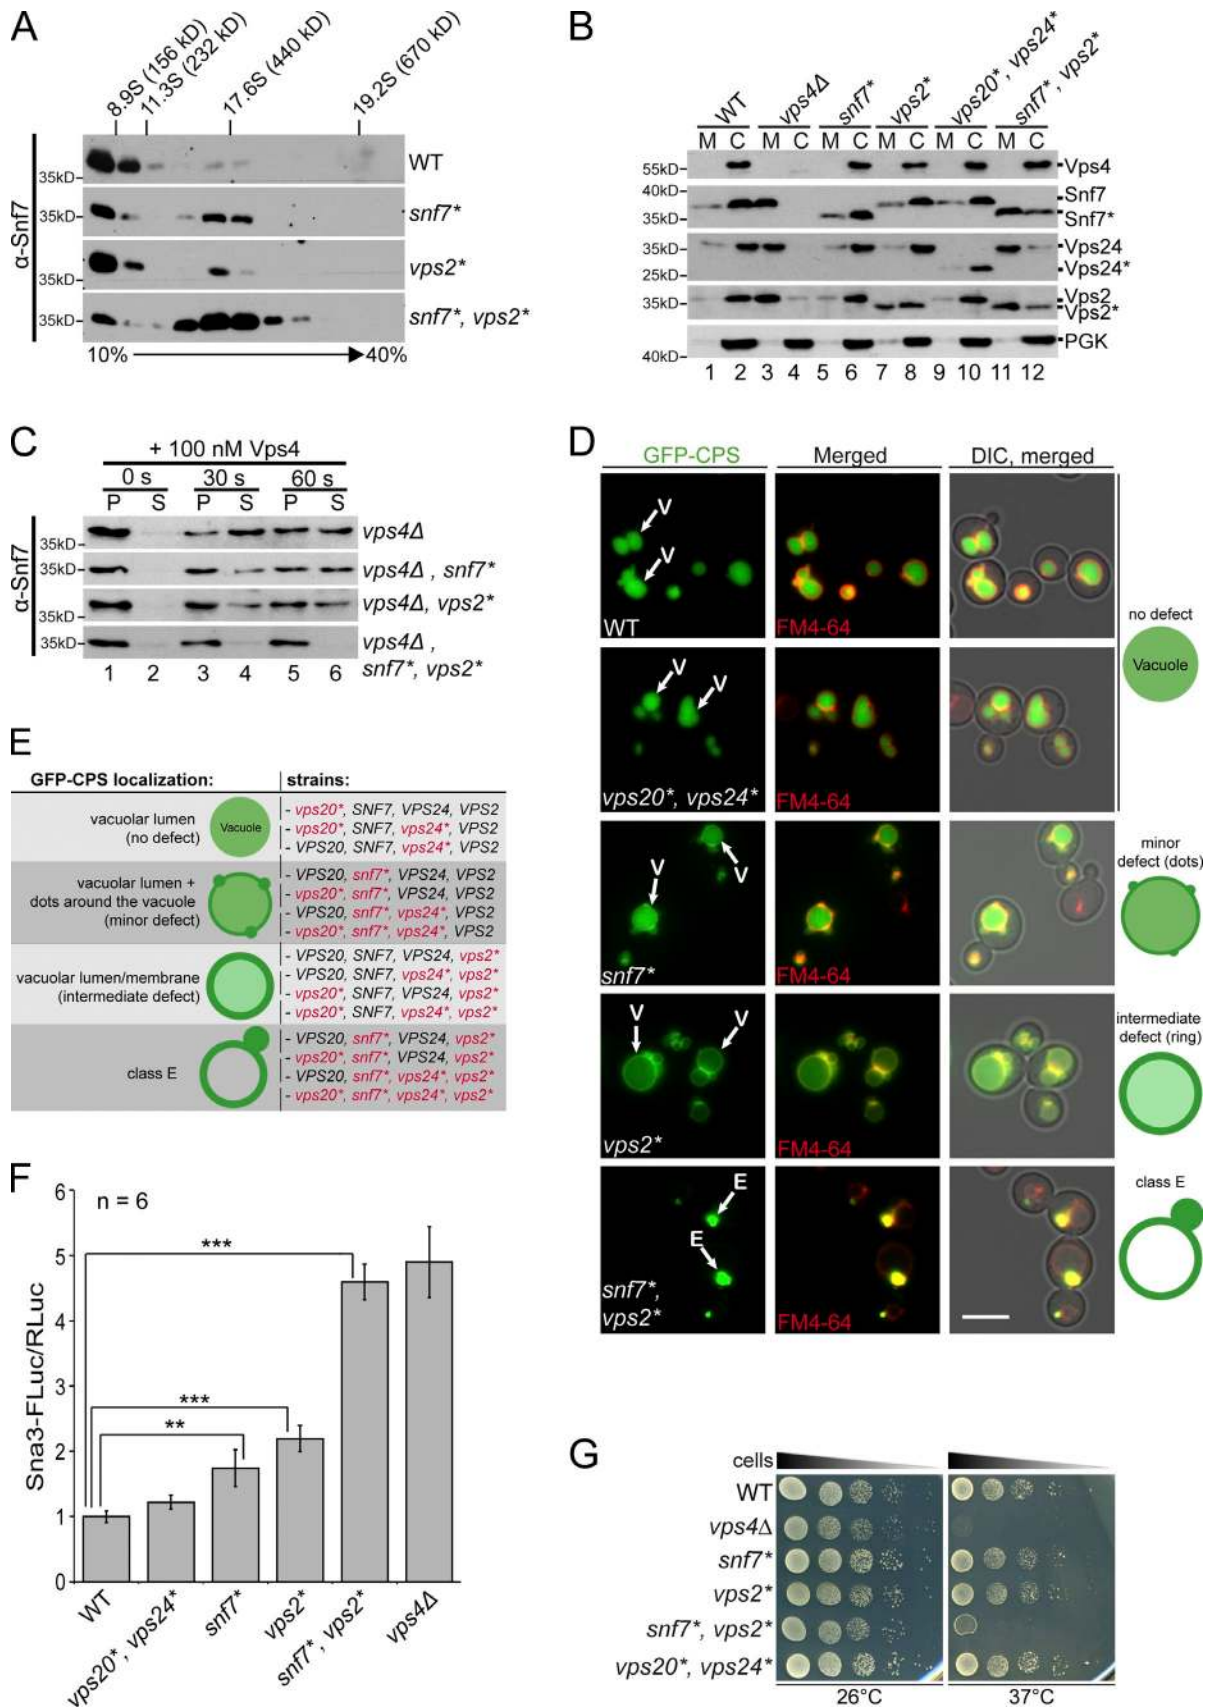 A
8.9S (156 kD)
11.3S (232 kD)
17.6S (440 kD)
19.2S (670 kD)
α-Snf7
35kD
WT
35kD
snf7*
35kD
vps2*
35kD
snf7*, vps2*
10% 40%
B
WT vps4Δ snf7* vps2* vps20*, vps24* snf7*, vps2*
M C M C M C M C M C M C
55kD Vps4
40kD Snf7
35kD Snf7*
35kD Vps24
25kD Vps24*
35kD Vps2
Vps2*
40kD PGK
1 2 3 4 5 6 7 8 9 10 11 12
C
+ 100 nM Vps4
0 s 30 s 60 s
P S P S P S
α-Snf7
35kD vps4Δ
35kD vps4Δ, snf7*
35kD vps4Δ, vps2*
35kD vps4Δ,
snf7*, vps2*
1 2 3 4 5 6
D
GFP-CPS Merged DIC, merged
V
V
WT
FM4-64
no defect
Vacuole
V
V
vps20*, vps24*
FM4-64
V
V
snf7*
FM4-64
minor
defect (dots)
V
V
vps2*
FM4-64
intermediate
defect (ring)
E
E
snf7*,
vps2*
FM4-64
class E
E
GFP-CPS localization: strains:
vacuolar lumen
(no defect)
Vacuole
- vps20*, SNF7, VPS24, VPS2
- vps20*, SNF7, vps24*, VPS2
- VPS20, SNF7, vps24*, VPS2
vacuolar lumen +
dots around the vacuole
(minor defect)
- VPS20, snf7*, VPS24, VPS2
- vps20*, snf7*, VPS24, VPS2
- VPS20, snf7*, vps24*, VPS2
- vps20*, snf7*, vps24*, VPS2
vacuolar lumen/membrane
(intermediate defect)
- VPS20, SNF7, VPS24, vps2*
- VPS20, SNF7, vps24*, vps2*
- vps20*, SNF7, VPS24, vps2*
- vps20*, SNF7, vps24*, vps2*
class E
- VPS20, snf7*, VPS24, vps2*
- vps20*, snf7*, VPS24, vps2*
- VPS20, snf7*, vps24*, vps2*
- vps20*, snf7*, vps24*, vps2*
F
Sna3-FLuc/RLuc
6
5
4
3
2
1
0
n = 6
***
***
**
WT
vps20*, vps24*
snf7*
vps2*
snf7*, vps2*
vps4Δ
G
cells
WT
vps4Δ
snf7*
vps2*
snf7*, vps2*
vps20*, vps24*
26°C 37°C